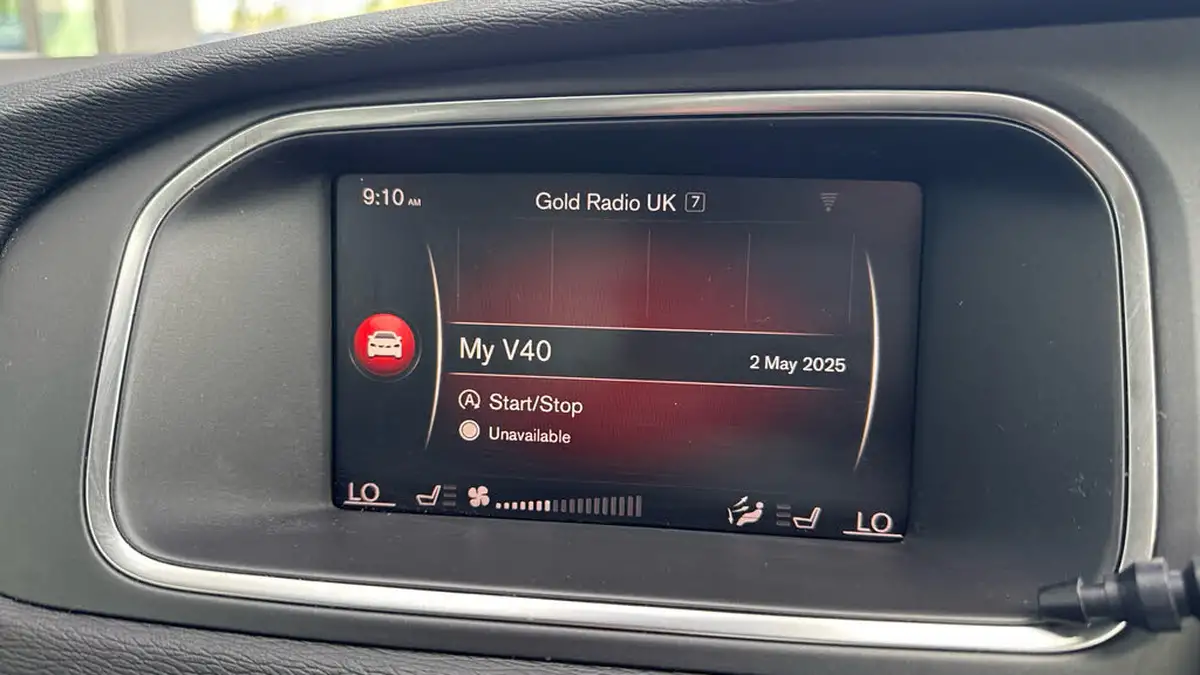 9:10 AM
Gold Radio UK 7
My V40
2 May 2025
A Start/Stop
Unavailable
LO
LO